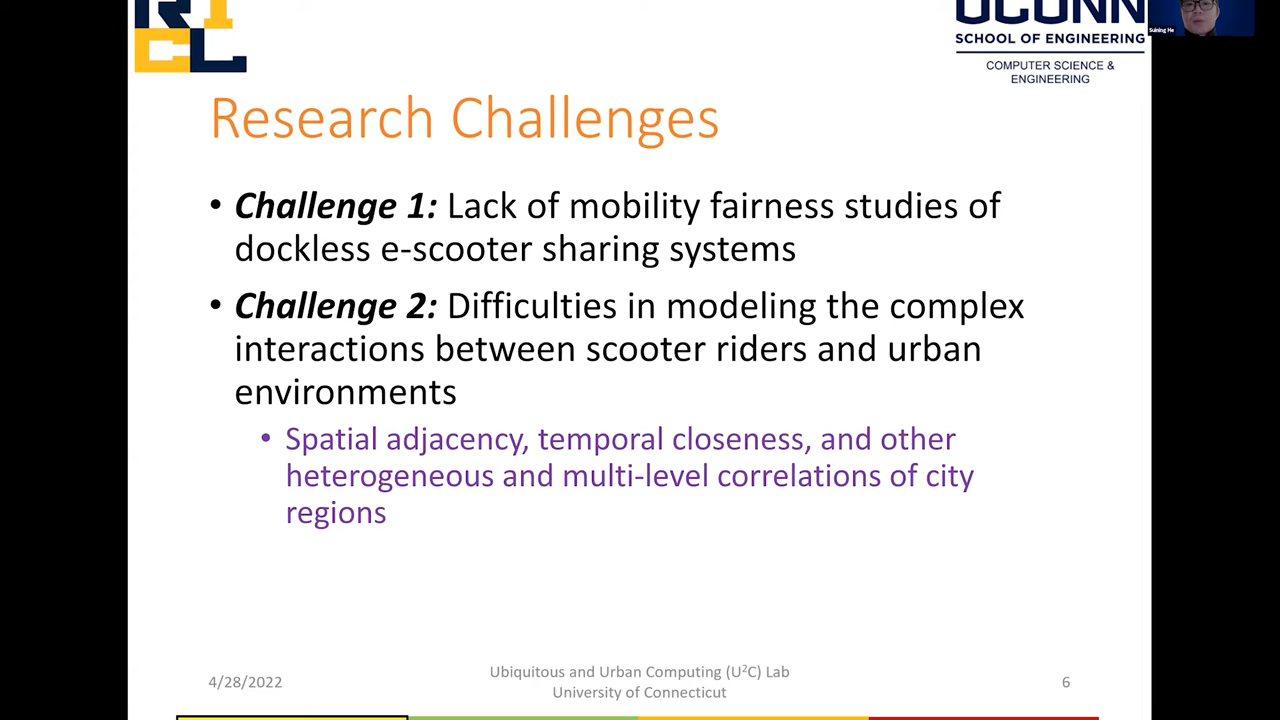 RICL
UCONN
SCHOOL OF ENGINEERING
COMPUTER SCIENCE &
ENGINEERING
Suining He
Research Challenges
• Challenge 1: Lack of mobility fairness studies of
dockless e-scooter sharing systems
• Challenge 2: Difficulties in modeling the complex
interactions between scooter riders and urban
environments
• Spatial adjacency, temporal closeness, and other
heterogeneous and multi-level correlations of city
regions
4/28/2022
Ubiquitous and Urban Computing (U²C) Lab
University of Connecticut
6